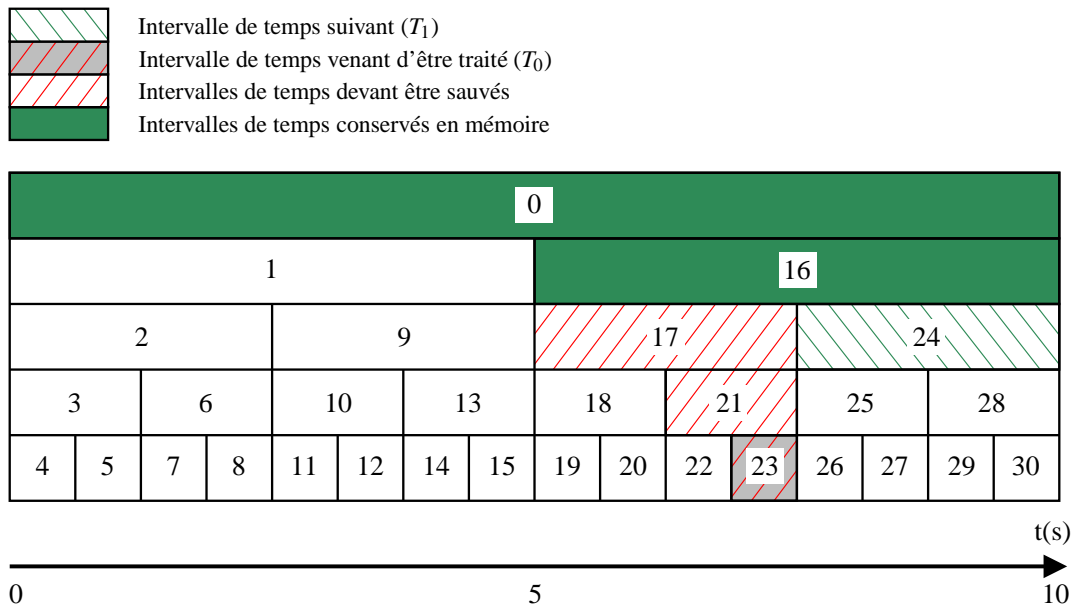 Intervalle de temps suivant (T1)
Intervalle de temps venant d'être traité (T0)
Intervalles de temps devant être sauvés
Intervalles de temps conservés en mémoire
0
1 16
2 9 17 24
3 6 10 13 18 21 25 28
4 5 7 8 11 12 14 15 19 20 22 23 26 27 29 30
t(s)
0 5 10